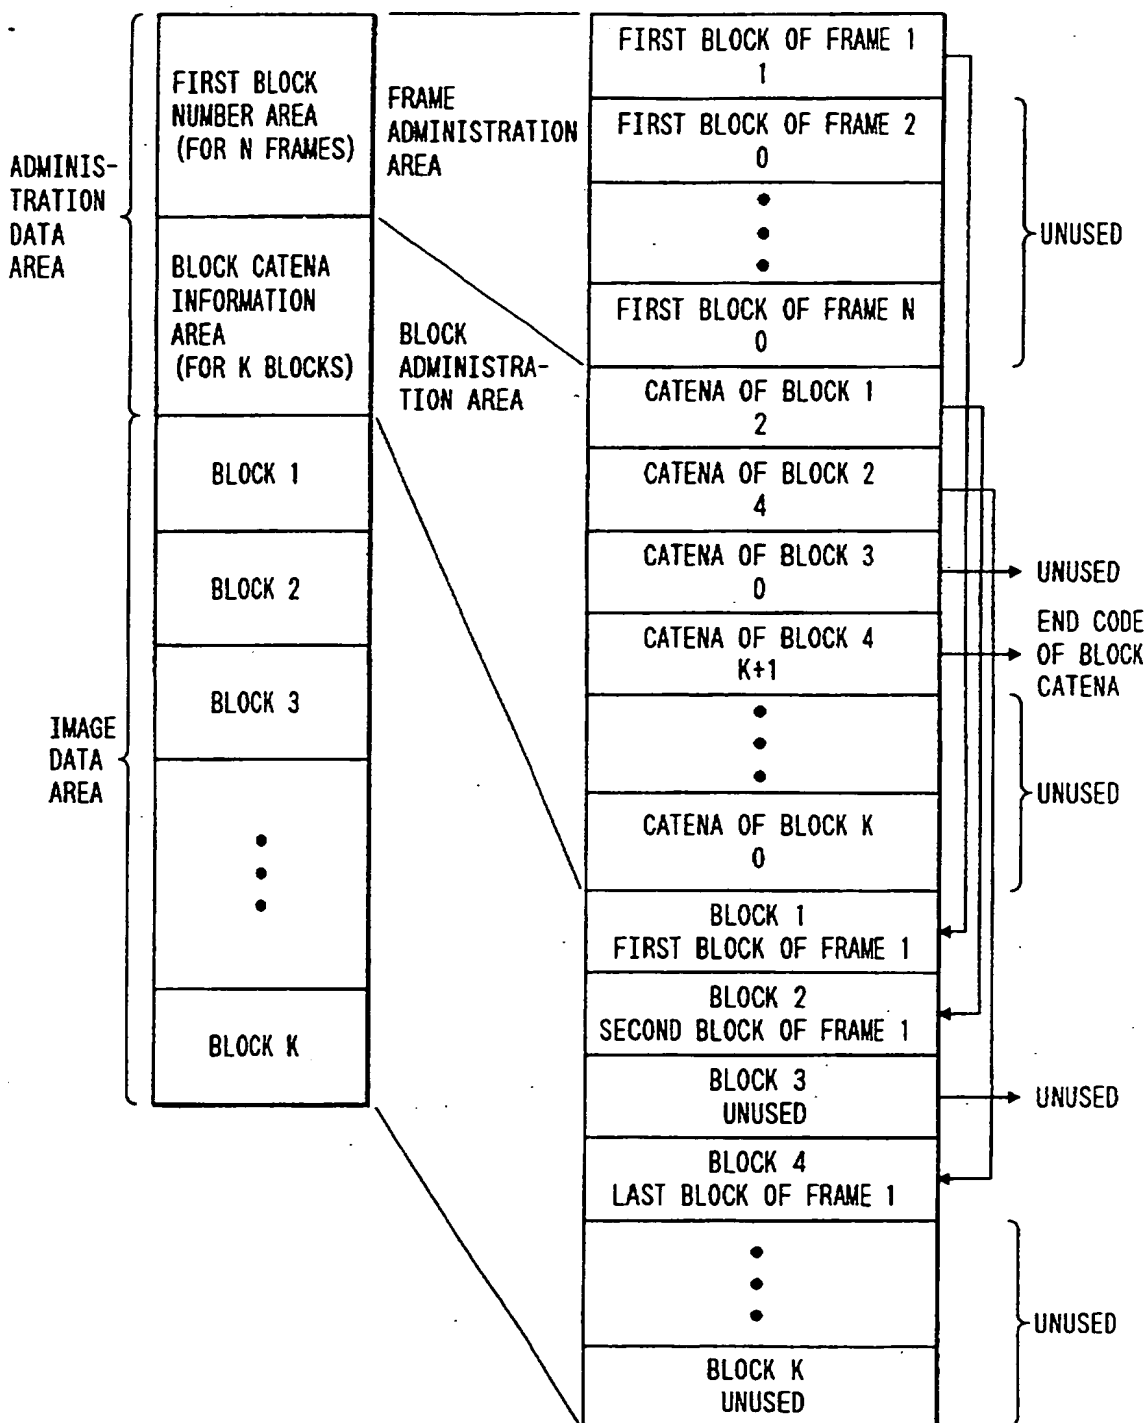 ADMINIS-
TRATION
DATA
AREA
IMAGE
DATA
AREA
FIRST BLOCK
NUMBER AREA
(FOR N FRAMES)
BLOCK CATENA
INFORMATION
AREA
(FOR K BLOCKS)
BLOCK 1
BLOCK 2
BLOCK 3
BLOCK K
FRAME
ADMINISTRATION
AREA
BLOCK
ADMINISTRA-
TION AREA
FIRST BLOCK OF FRAME 1
1
FIRST BLOCK OF FRAME 2
0
FIRST BLOCK OF FRAME N
0
CATENA OF BLOCK 1
2
CATENA OF BLOCK 2
4
CATENA OF BLOCK 3
0
CATENA OF BLOCK 4
K+1
CATENA OF BLOCK K
0
BLOCK 1
FIRST BLOCK OF FRAME 1
BLOCK 2
SECOND BLOCK OF FRAME 1
BLOCK 3
UNUSED
BLOCK 4
LAST BLOCK OF FRAME 1
BLOCK K
UNUSED
UNUSED
UNUSED
END CODE
OF BLOCK
CATENA
UNUSED
UNUSED
UNUSED